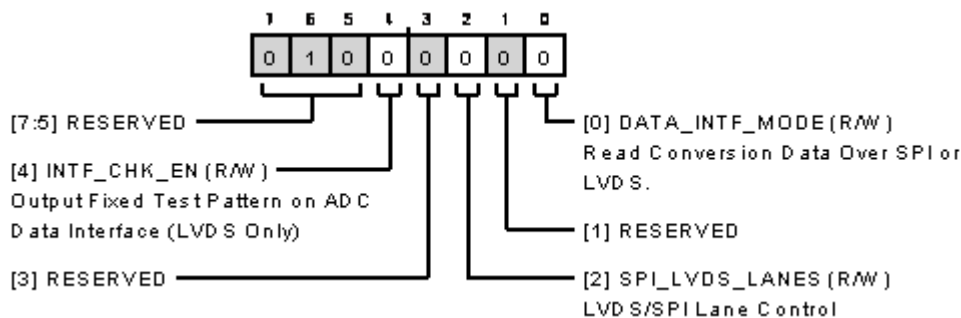 7 6 5 4 3 2 1 0
0 1 0 0 0 0 0 0
[7:5] RESERVED
[4] INTF_CHK_EN (R/W)
Output Fixed Test Pattern on ADC
Data Interface (LVDS Only)
[3] RESERVED
[0] DATA_INTF_MODE (R/W)
Read Conversion Data Over SPI or
LVDS.
[1] RESERVED
[2] SPI_LVDS_LANES (R/W)
LVDS/SPI Lane Control